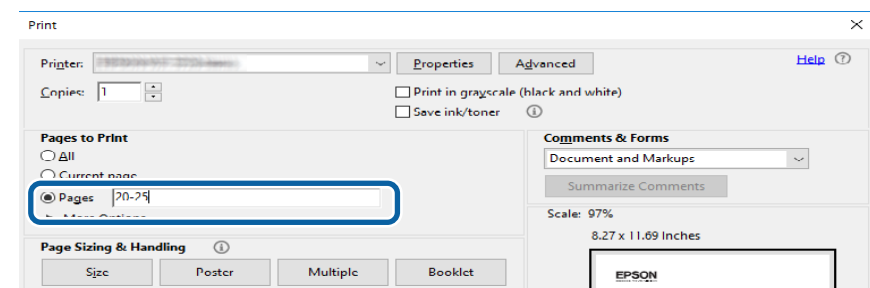 Print
Printer: Properties Advanced Help
Copies: 1 Print in grayscale (black and white)
Save ink/toner
Pages to Print Comments & Forms
All Document and Markups
Current page
Pages 20-25 Summarize Comments
More Options Scale: 97%
8.27 x 11.69 Inches
Page Sizing & Handling
Size Poster Multiple Booklet EPSON